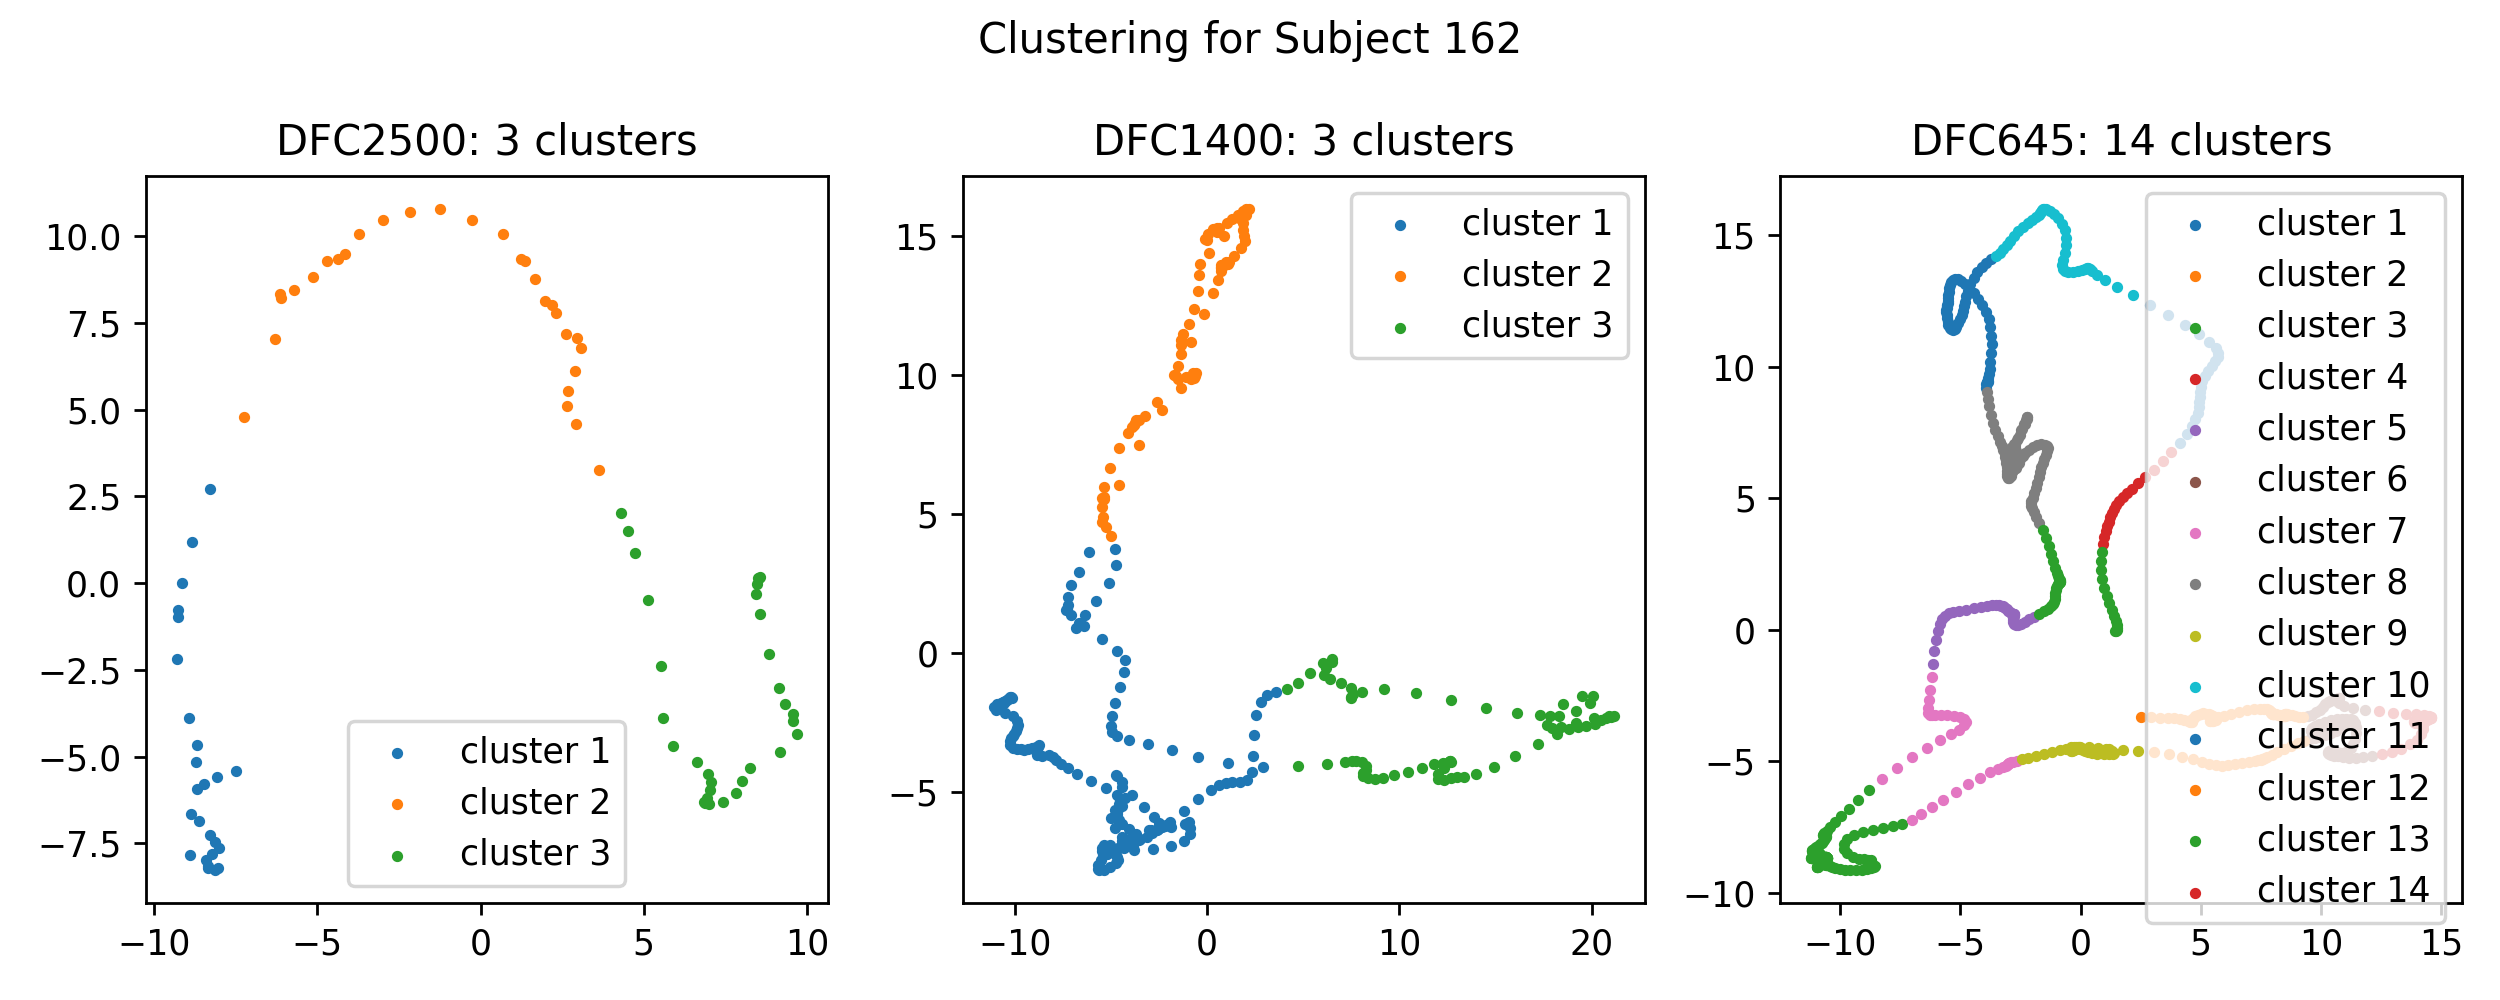 Clustering for Subject 162
DFC2500: 3 clusters
10.0
7.5
5.0
2.5
0.0
−2.5
−5.0
−7.5
−10
−5
0
5
10
cluster 1
cluster 2
cluster 3
DFC1400: 3 clusters
15
10
5
0
−5
−10
0
10
20
cluster 1
cluster 2
cluster 3
DFC645: 14 clusters
15
10
5
0
−5
−10
−10
−5
0
5
10
15
cluster 1
cluster 2
cluster 3
cluster 4
cluster 5
cluster 6
cluster 7
cluster 8
cluster 9
cluster 10
cluster 11
cluster 12
cluster 13
cluster 14